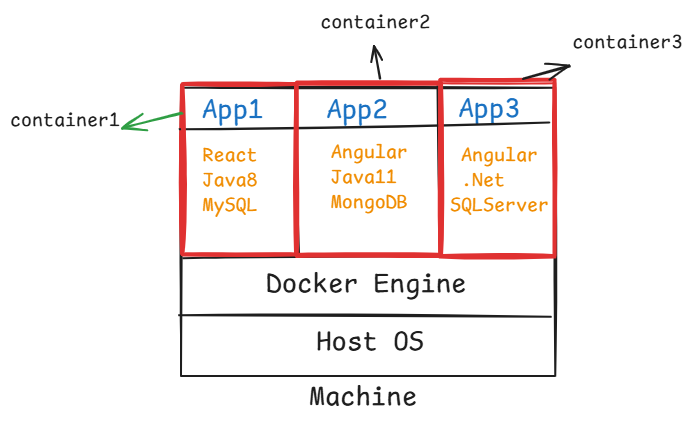 container2
container3
container1
App1
React
Java8
MySQL
App2
Angular
Java11
MongoDB
App3
Angular
.Net
SQLServer
Docker Engine
Host OS
Machine